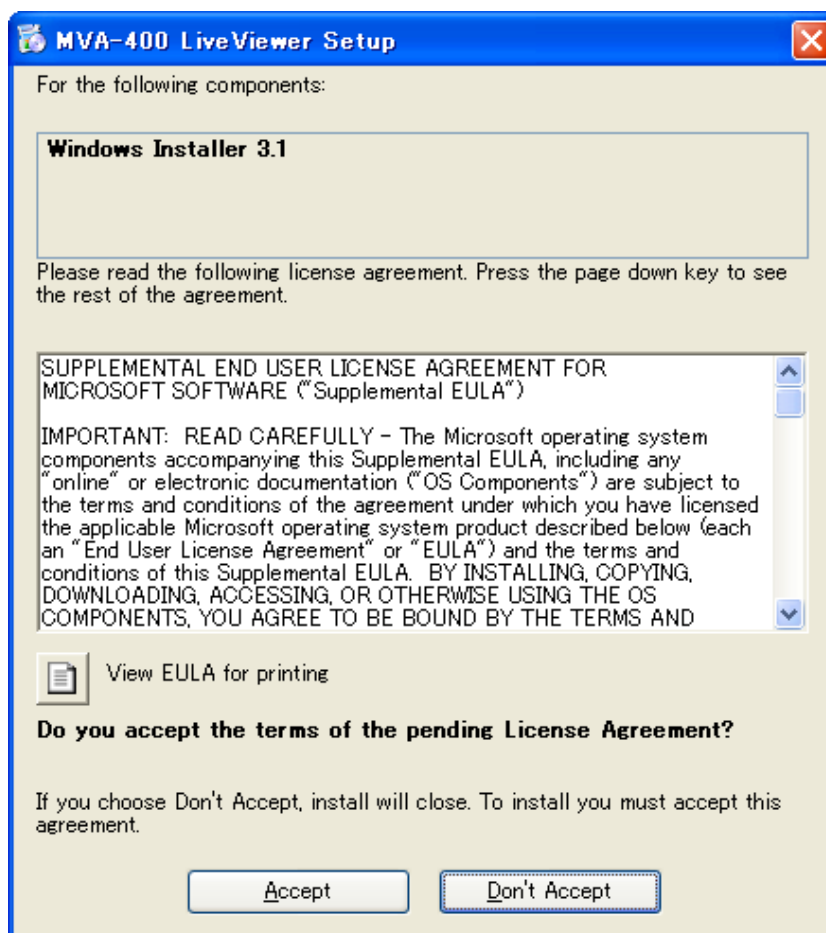 MVA-400 LiveViewer Setup
For the following components:
Windows Installer 3.1
Please read the following license agreement. Press the page down key to see
the rest of the agreement.
SUPPLEMENTAL END USER LICENSE AGREEMENT FOR
MICROSOFT SOFTWARE ("Supplemental EULA")
IMPORTANT:  READ CAREFULLY - The Microsoft operating system
components accompanying this Supplemental EULA, including any
"online" or electronic documentation ("OS Components") are subject to
the terms and conditions of the agreement under which you have licensed
the applicable Microsoft operating system product described below (each
an "End User License Agreement" or "EULA") and the terms and
conditions of this Supplemental EULA.  BY INSTALLING, COPYING,
DOWNLOADING, ACCESSING, OR OTHERWISE USING THE OS
COMPONENTS, YOU AGREE TO BE BOUND BY THE TERMS AND
View EULA for printing
Do you accept the terms of the pending License Agreement?
If you choose Don't Accept, install will close. To install you must accept this
agreement.
Accept
Don't Accept